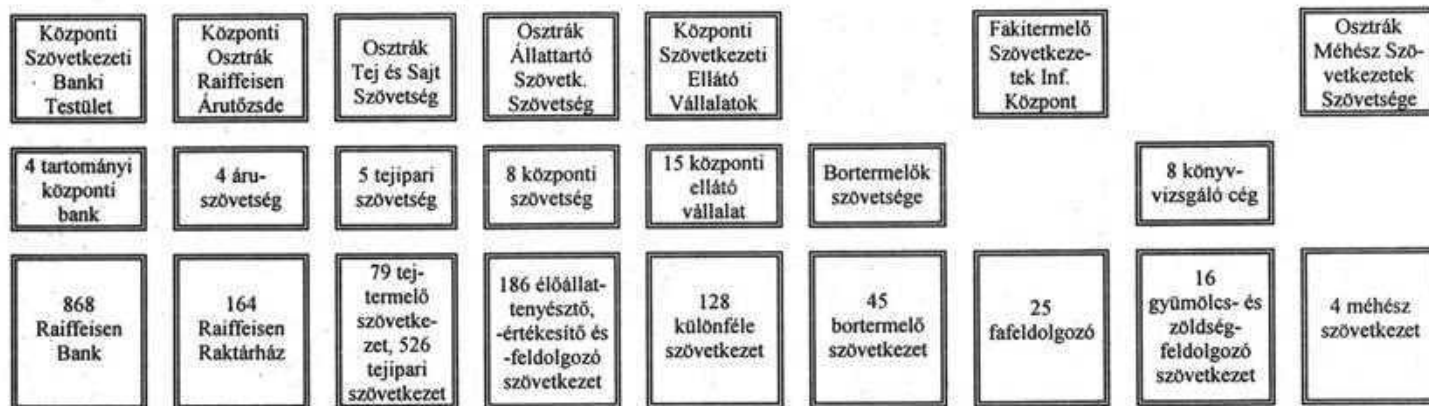 Központi
Szövetkezeti
Banki
Testület
Központi
Osztrák
Raiffeisen
Árutőzsde
Osztrák
Tej és Sajt
Szövetség
Osztrák
Állattartó
Szövetk.
Szövetség
Központi
Szövetkezeti
Ellátó
Vállalatok
Fakitermelő
Szövetkeze-
tek Inf.
Központ
Osztrák
Méhész Szö-
vetkezetek
Szövetsége
4 tartományi
központi
bank
4 áru-
szövetség
5 tejipari
szövetség
8 központi
szövetség
15 központi
ellátó
vállalat
Bortermelők
szövetsége
8 könyv-
vizsgáló cég
868
Raiffeisen
Bank
164
Raiffeisen
Raktárház
79 tej-
termelő
szövetke-
zet, 526
tejipari
szövetkezet
186 élőállat-
tenyésztő,
-értékesítő és
-feldolgozó
szövetkezet
128
különféle
szövetkezet
45
bortermelő
szövetkezet
25
fafeldolgozó
16
gyümölcs- és
zöldség-
feldolgozó
szövetkezet
4 méhész
szövetkezet